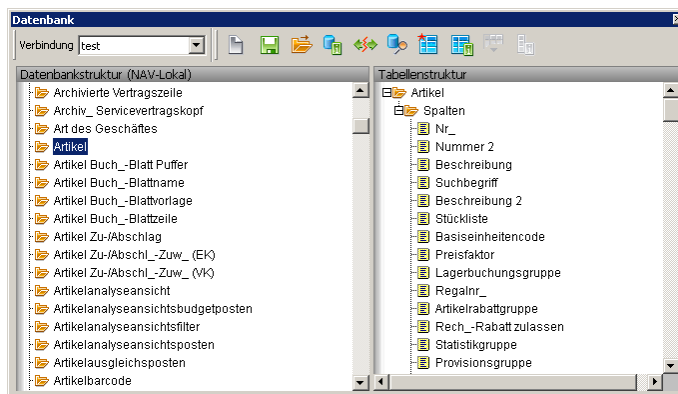 Datenbank
Verbindung test
Datenbankstruktur (NAV-Lokal)
Archivierte Vertragszeile
Archiv_ Servicevertragskopf
Art des Geschäftes
Artikel
Artikel Buch_-Blatt Puffer
Artikel Buch_-Blattname
Artikel Buch_-Blattvorlage
Artikel Buch_-Blattzeile
Artikel Zu-/Abschlag
Artikel Zu-/Abschl_-Zuw_ (EK)
Artikel Zu-/Abschl_-Zuw_ (VK)
Artikelanalyseansicht
Artikelanalyseansichtsbudgetposten
Artikelanalyseansichtsfilter
Artikelanalyseansichtsposten
Artikelausgleichsposten
Artikelbarcode
Tabellenstruktur
Artikel
Spalten
Nr_
Nummer 2
Beschreibung
Suchbegriff
Beschreibung 2
Stückliste
Basiseinheitencode
Preisfaktor
Lagerbuchungsgruppe
Regalnr_
Artikelrabattgruppe
Rech_-Rabatt zulassen
Statistikgruppe
Provisionsgruppe